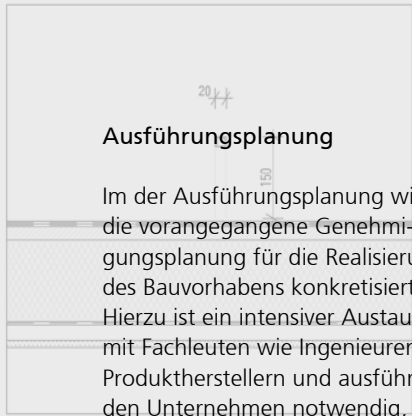 20
Ausführungsplanung
150
Im der Ausführungsplanung wi
die vorangegangene Genehmi-
gungsplanung für die Realisieru
des Bauvorhabens konkretisiert
Hierzu ist ein intensiver Austau
mit Fachleuten wie Ingenieuren
Produktherstellern und ausführ
den Unternehmen notwendig.